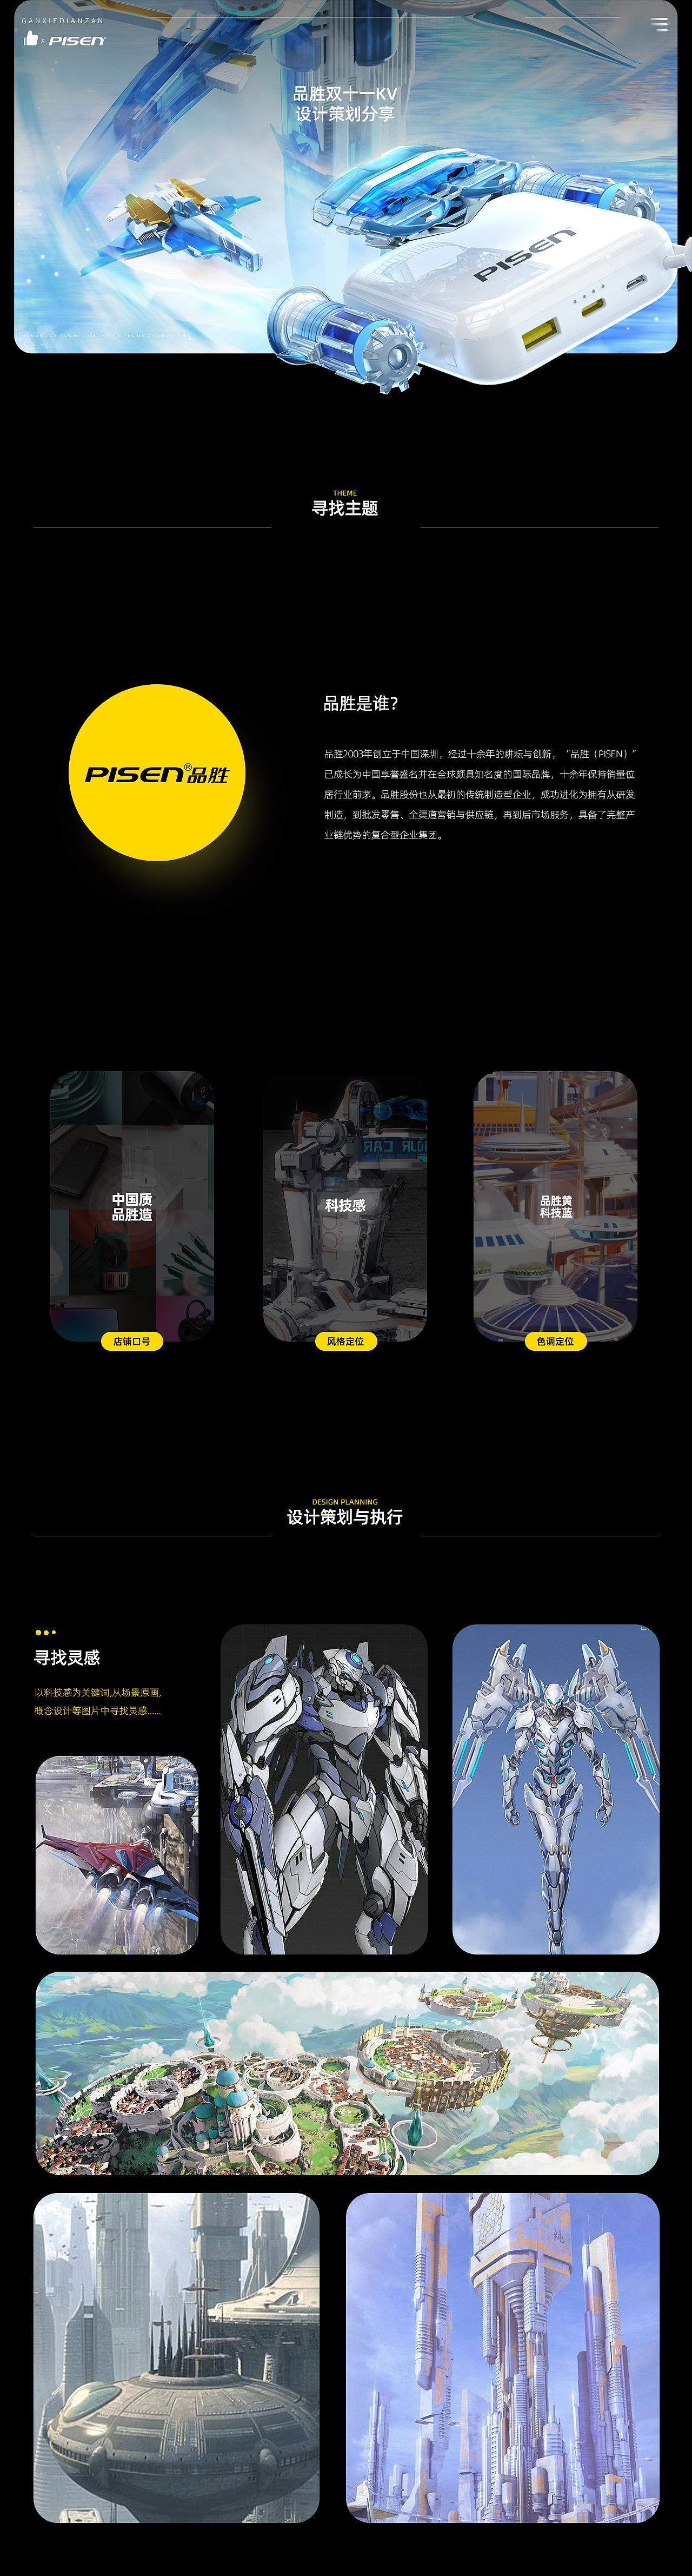 GANXIEDIANZAN
X PISEN
品胜双十一KV
设计策划分享
PISEN
THEME
寻找主题
品胜是谁?
品胜2003年创立于中国深圳，经过十余年的耕耘与创新，“品胜（PISEN）”
已成长为中国享誉盛名并在全球颇具知名度的国际品牌，十余年保持销量位
居行业前茅。品胜股份也从最初的传统制造型企业，成功进化为拥有从研发
制造，到批发零售、全渠道营销与供应链，再到后市场服务，具备了完整产
业链优势的复合型企业集团。
PISEN®品胜
中国质
品胜造
店铺口号
科技感
风格定位
品胜黄
科技蓝
色调定位
DESIGN PLANNING
设计策划与执行
寻找灵感
以科技感为关键词,从场景原画,
概念设计等图片中寻找灵感......